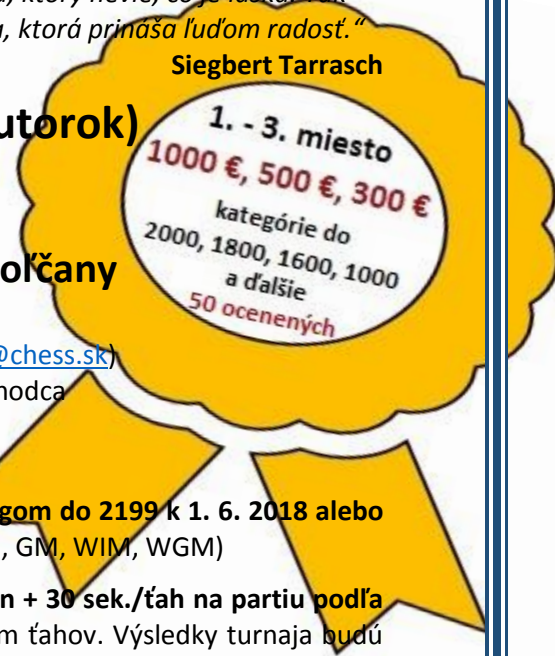 , ktorý nevie, čo je láska. Tak
, ktorá prináša ľuďom radosť.“
Siegbert Tarrasch
utorok)
1. - 3. miesto
1000 €, 500 €, 300 €
kategórie do
2000, 1800, 1600, 1000
a ďalšie
50 ocenených
oľčany
@chess.sk)
hodca
gom do 2199 k 1. 6. 2018 alebo
, GM, WIM, WGM)
n + 30 sek./ťah na partiu podľa
m ťahov. Výsledky turnaja budú